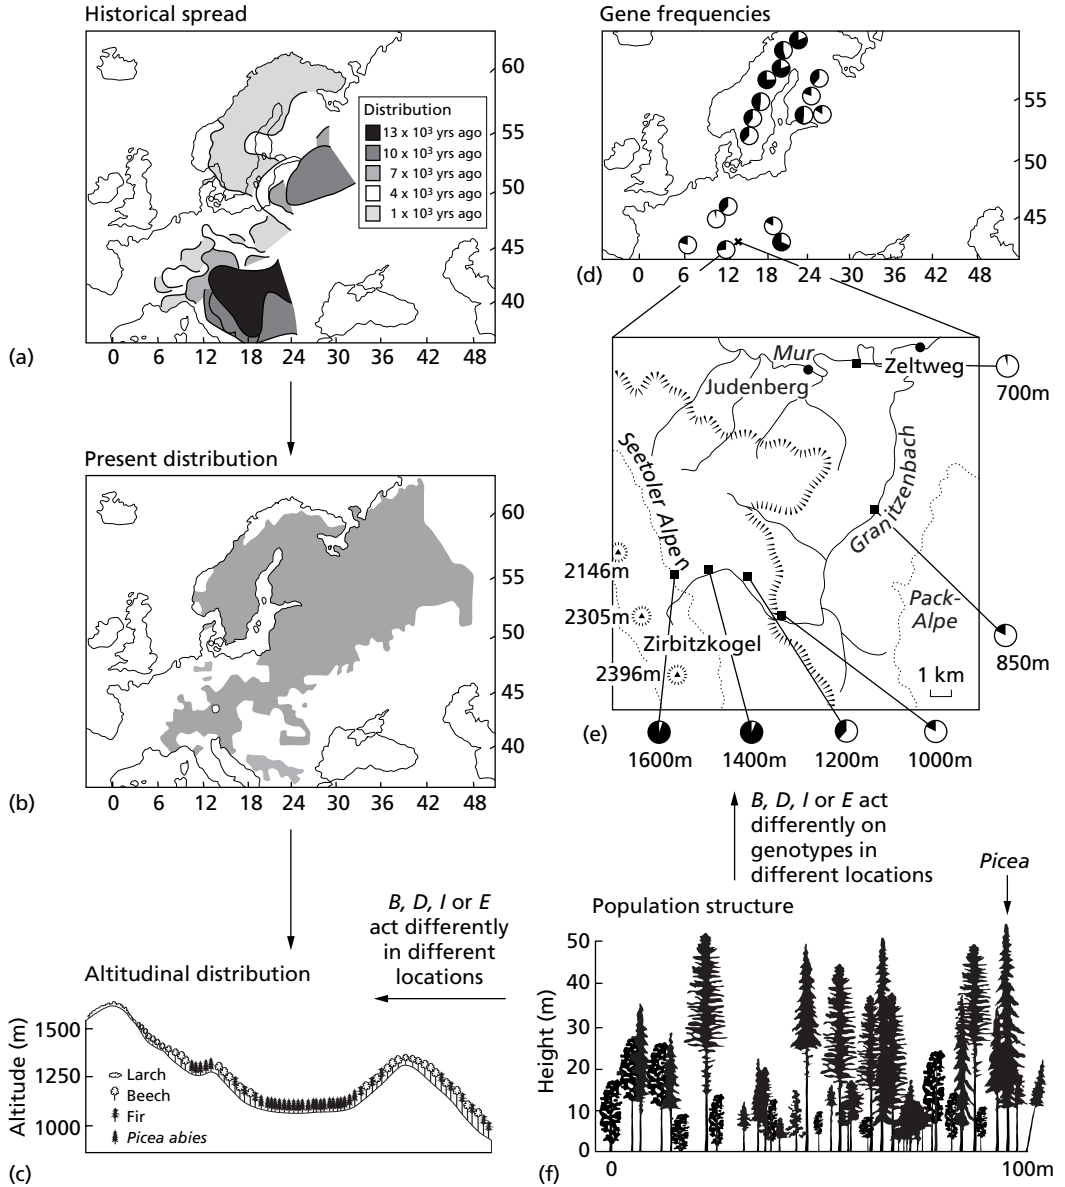 Historical spread
Distribution
13 x 10³ yrs ago
10 x 10³ yrs ago
7 x 10³ yrs ago
4 x 10³ yrs ago
1 x 10³ yrs ago
60
55
50
45
40
(a)
0 6 12 18 24 30 36 42 48
Present distribution
60
55
50
45
40
(b)
0 6 12 18 24 30 36 42 48
B, D, I or E
act differently
in different
locations
Altitudinal distribution
Altitude (m)
1500
1250
1000
Larch
Beech
Fir
Picea abies
(c)
Gene frequencies
55
50
45
(d)
0 6 12 18 24 30 36 42 48
Mur
Judenberg
Zeltweg
700m
Seetoler Alpen
Granitzenbach
2146m
2305m
2396m
Zirbitzkogel
Pack-
Alpe
850m
1 km
(e)
1600m 1400m 1200m 1000m
B, D, I or E act
differently on
genotypes in
different locations
Population structure
Picea
Height (m)
50
40
30
20
10
0
0 100m
(f)